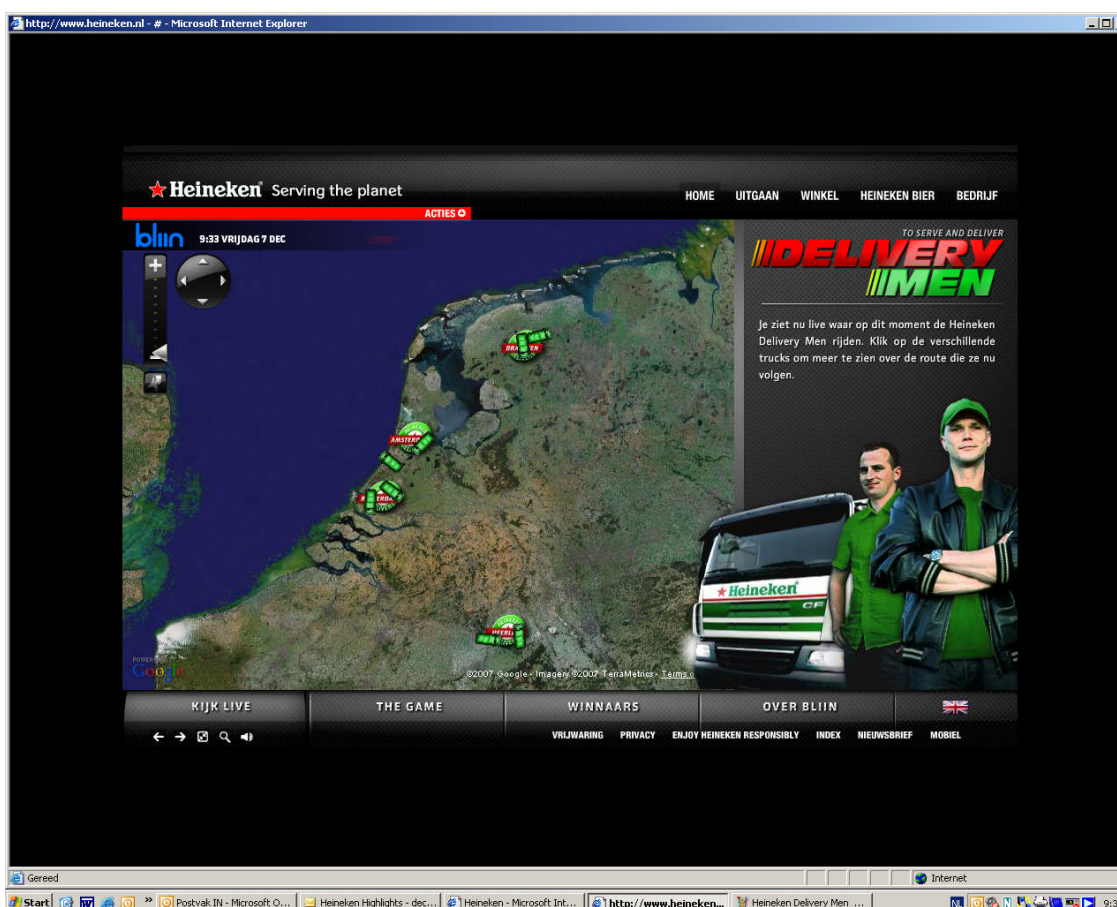 http://www.heineken.nl - # - Microsoft Internet Explorer
Heineken Serving the planet
HOME UITGAAN WINKEL HEINEKEN BIER BEDRIJF
ACTIES
bliin 9:33 VRIJDAG 7 DEC
TO SERVE AND DELIVER
DELIVERY
MEN
Je ziet nu live waar op dit moment de Heineken
Delivery Men rijden. Klik op de verschillende
trucks om meer te zien over de route die ze nu
volgen.
Heineken
CF
Google
©2007 Google - Imagery ©2007 TerraMetrics - Terms o
KIJK LIVE THE GAME WINNAARS OVER BLIIN
VRIJWARING PRIVACY ENJOY HEINEKEN RESPONSIBLY INDEX NIEUWSBRIEF MOBIEL
Gereed Internet
Start Postvak IN - Microsoft O... Heineken Highlights - dec... Heineken - Microsoft Int... http://www.heineken... Heineken Delivery Men ... NL